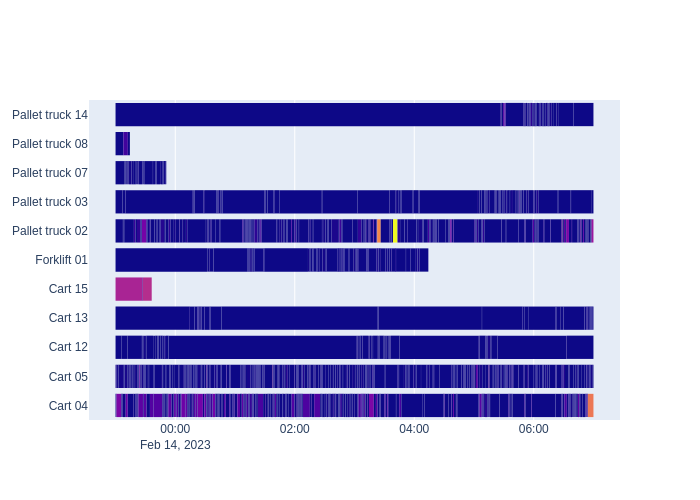 Pallet truck 14
Pallet truck 08
Pallet truck 07
Pallet truck 03
Pallet truck 02
Forklift 01
Cart 15
Cart 13
Cart 12
Cart 05
Cart 04
00:00 02:00 04:00 06:00
Feb 14, 2023